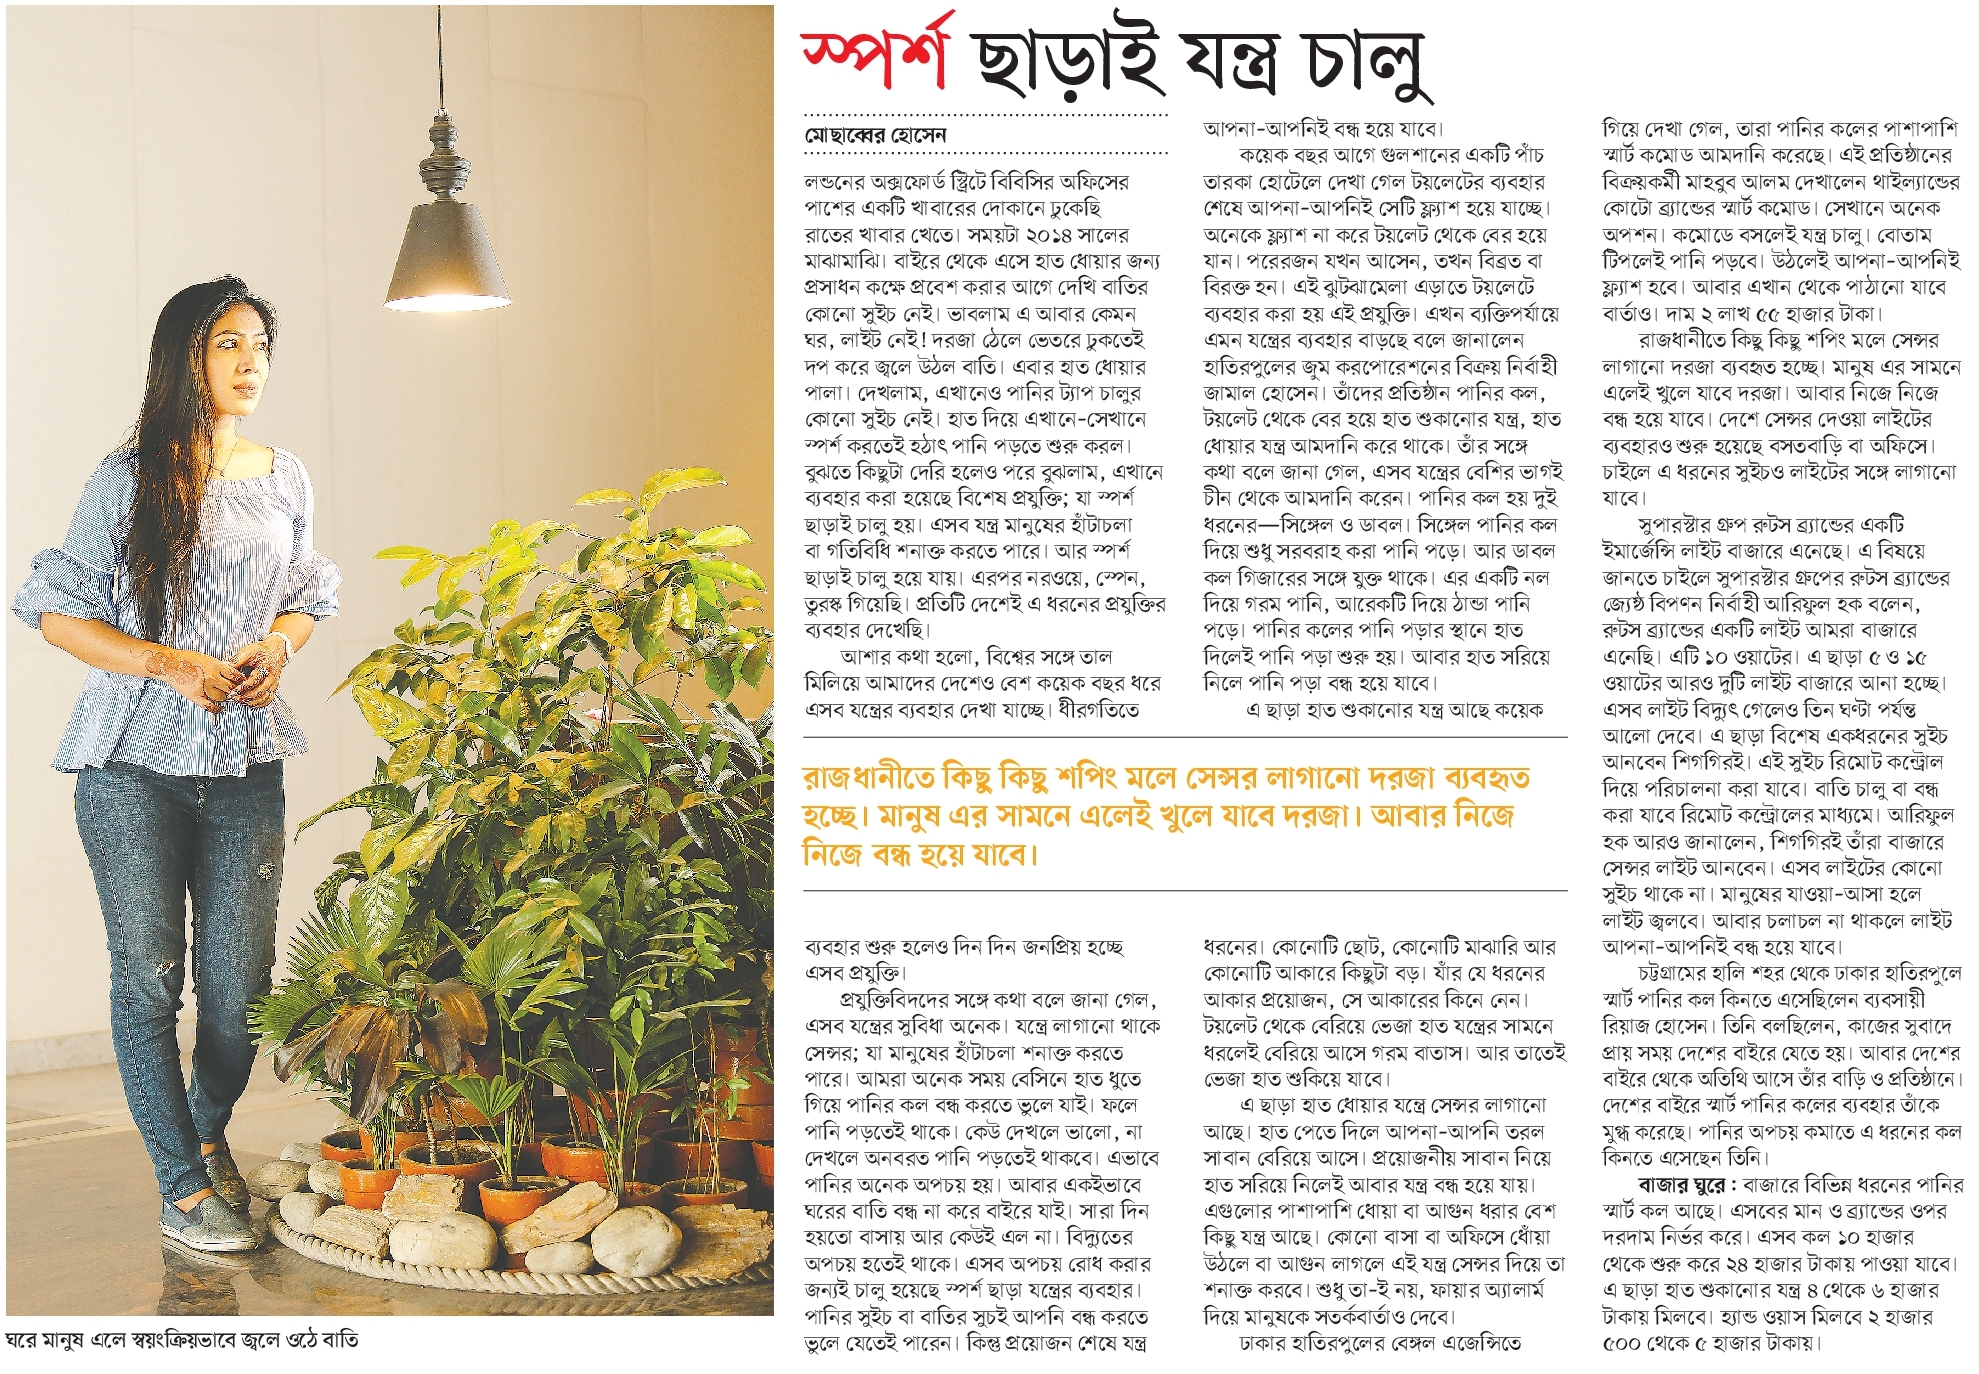 স্পর্শ ছাড়াই যন্ত্র চালু
মোছাব্বের হোসেন
লন্ডনের অক্সফোর্ড স্ট্রিটে বিবিসির অফিসের
পাশের একটি খাবারের দোকানে ঢুকেছি
রাতের খাবার খেতে। সময়টা ২০১৪ সালের
মাঝামাঝি। বাইরে থেকে এসে হাত ধোয়ার জন্য
প্রসাধন কক্ষে প্রবেশ করার আগে দেখি বাতির
কোনো সুইচ নেই। ভাবলাম এ আবার কেমন
ঘর, লাইট নেই! দরজা ঠেলে ভেতরে ঢুকতেই
দপ করে জ্বলে উঠল বাতি। এবার হাত ধোয়ার
পালা। দেখলাম, এখানেও পানির ট্যাপ চালুর
কোনো সুইচ নেই। হাত দিয়ে এখানে-সেখানে
স্পর্শ করতেই হঠাৎ পানি পড়তে শুরু করল।
বুঝতে কিছুটা দেরি হলেও পরে বুঝলাম, এখানে
ব্যবহার করা হয়েছে বিশেষ প্রযুক্তি; যা স্পর্শ
ছাড়াই চালু হয়। এসব যন্ত্র মানুষের হাঁটাচলা
বা গতিবিধি শনাক্ত করতে পারে। আর স্পর্শ
ছাড়াই চালু হয়ে যায়। এরপর নরওয়ে, স্পেন,
তুরস্ক গিয়েছি। প্রতিটি দেশেই এ ধরনের প্রযুক্তির
ব্যবহার দেখেছি।
আশার কথা হলো, বিশ্বের সঙ্গে তাল
মিলিয়ে আমাদের দেশেও বেশ কয়েক বছর ধরে
এসব যন্ত্রের ব্যবহার দেখা যাচ্ছে। ধীরগতিতে
ব্যবহার শুরু হলেও দিন দিন জনপ্রিয় হচ্ছে
এসব প্রযুক্তি।
প্রযুক্তিবিদদের সঙ্গে কথা বলে জানা গেল,
এসব যন্ত্রের সুবিধা অনেক। যন্ত্রে লাগানো থাকে
সেন্সর; যা মানুষের হাঁটাচলা শনাক্ত করতে
পারে। আমরা অনেক সময় বেসিনে হাত ধুতে
গিয়ে পানির কল বন্ধ করতে ভুলে যাই। ফলে
পানি পড়তেই থাকে। কেউ দেখলে ভালো, না
দেখলে অনবরত পানি পড়তেই থাকবে। এভাবে
পানির অনেক অপচয় হয়। আবার একইভাবে
ঘরের বাতি বন্ধ না করে বাইরে যাই। সারা দিন
হয়তো বাসায় আর কেউই এল না। বিদ্যুতের
অপচয় হতেই থাকে। এসব অপচয় রোধ করার
জন্যই চালু হয়েছে স্পর্শ ছাড়া যন্ত্রের ব্যবহার।
পানির সুইচ বা বাতির সুচই আপনি বন্ধ করতে
ভুলে যেতেই পারেন। কিন্তু প্রয়োজন শেষে যন্ত্র
আপনা-আপনিই বন্ধ হয়ে যাবে।
কয়েক বছর আগে গুলশানের একটি পাঁচ
তারকা হোটেলে দেখা গেল টয়লেটের ব্যবহার
শেষে আপনা-আপনিই সেটি ফ্ল্যাশ হয়ে যাচ্ছে।
অনেকে ফ্ল্যাশ না করে টয়লেট থেকে বের হয়ে
যান। পরেরজন যখন আসেন, তখন বিব্রত বা
বিরক্ত হন। এই ঝুটঝামেলা এড়াতে টয়লেটে
ব্যবহার করা হয় এই প্রযুক্তি। এখন ব্যক্তিপর্যায়ে
এমন যন্ত্রের ব্যবহার বাড়ছে বলে জানালেন
হাতিরপুলের জুম করপোরেশনের বিক্রয় নির্বাহী
জামাল হোসেন। তাঁদের প্রতিষ্ঠান পানির কল,
টয়লেট থেকে বের হয়ে হাত শুকানোর যন্ত্র, হাত
ধোয়ার যন্ত্র আমদানি করে থাকে। তাঁর সঙ্গে
কথা বলে জানা গেল, এসব যন্ত্রের বেশির ভাগই
চীন থেকে আমদানি করেন। পানির কল হয় দুই
ধরনের—সিঙ্গেল ও ডাবল। সিঙ্গেল পানির কল
দিয়ে শুধু সরবরাহ করা পানি পড়ে। আর ডাবল
কল গিজারের সঙ্গে যুক্ত থাকে। এর একটি নল
দিয়ে গরম পানি, আরেকটি দিয়ে ঠান্ডা পানি
পড়ে। পানির কলের পানি পড়ার স্থানে হাত
দিলেই পানি পড়া শুরু হয়। আবার হাত সরিয়ে
নিলে পানি পড়া বন্ধ হয়ে যাবে।
এ ছাড়া হাত শুকানোর যন্ত্র আছে কয়েক
রাজধানীতে কিছু কিছু শপিং মলে সেন্সর লাগানো দরজা ব্যবহৃত
হচ্ছে। মানুষ এর সামনে এলেই খুলে যাবে দরজা। আবার নিজে
নিজে বন্ধ হয়ে যাবে।
ধরনের। কোনোটি ছোট, কোনোটি মাঝারি আর
কোনোটি আকারে কিছুটা বড়। যাঁর যে ধরনের
আকার প্রয়োজন, সে আকারের কিনে নেন।
টয়লেট থেকে বেরিয়ে ভেজা হাত যন্ত্রের সামনে
ধরলেই বেরিয়ে আসে গরম বাতাস। আর তাতেই
ভেজা হাত শুকিয়ে যাবে।
এ ছাড়া হাত ধোয়ার যন্ত্রে সেন্সর লাগানো
আছে। হাত পেতে দিলে আপনা-আপনি তরল
সাবান বেরিয়ে আসে। প্রয়োজনীয় সাবান নিয়ে
হাত সরিয়ে নিলেই আবার যন্ত্র বন্ধ হয়ে যায়।
এগুলোর পাশাপাশি ধোয়া বা আগুন ধরার বেশ
কিছু যন্ত্র আছে। কোনো বাসা বা অফিসে ধোঁয়া
উঠলে বা আগুন লাগলে এই যন্ত্র সেন্সর দিয়ে তা
শনাক্ত করবে। শুধু তা-ই নয়, ফায়ার অ্যালার্ম
দিয়ে মানুষকে সতর্কবার্তাও দেবে।
ঢাকার হাতিরপুলের বেঙ্গল এজেন্সিতে
গিয়ে দেখা গেল, তারা পানির কলের পাশাপাশি
স্মার্ট কমোড আমদানি করেছে। এই প্রতিষ্ঠানের
বিক্রয়কর্মী মাহবুব আলম দেখালেন থাইল্যান্ডের
কোটো ব্র্যান্ডের স্মার্ট কমোড। সেখানে অনেক
অপশন। কমোডে বসলেই যন্ত্র চালু। বোতাম
টিপলেই পানি পড়বে। উঠলেই আপনা-আপনিই
ফ্ল্যাশ হবে। আবার এখান থেকে পাঠানো যাবে
বার্তাও। দাম ২ লাখ ৫৫ হাজার টাকা।
রাজধানীতে কিছু কিছু শপিং মলে সেন্সর
লাগানো দরজা ব্যবহৃত হচ্ছে। মানুষ এর সামনে
এলেই খুলে যাবে দরজা। আবার নিজে নিজে
বন্ধ হয়ে যাবে। দেশে সেন্সর দেওয়া লাইটের
ব্যবহারও শুরু হয়েছে বসতবাড়ি বা অফিসে।
চাইলে এ ধরনের সুইচও লাইটের সঙ্গে লাগানো
যাবে।
সুপারস্টার গ্রুপ রুটস ব্র্যান্ডের একটি
ইমার্জেন্সি লাইট বাজারে এনেছে। এ বিষয়ে
জানতে চাইলে সুপারস্টার গ্রুপের রুটস ব্র্যান্ডের
জ্যেষ্ঠ বিপণন নির্বাহী আরিফুল হক বলেন,
রুটস ব্র্যান্ডের একটি লাইট আমরা বাজারে
এনেছি। এটি ১০ ওয়াটের। এ ছাড়া ৫ ও ১৫
ওয়াটের আরও দুটি লাইট বাজারে আনা হচ্ছে।
এসব লাইট বিদ্যুৎ গেলেও তিন ঘণ্টা পর্যন্ত
আলো দেবে। এ ছাড়া বিশেষ একধরনের সুইচ
আনবেন শিগগিরই। এই সুইচ রিমোট কন্ট্রোল
দিয়ে পরিচালনা করা যাবে। বাতি চালু বা বন্ধ
করা যাবে রিমোট কন্ট্রোলের মাধ্যমে। আরিফুল
হক আরও জানালেন, শিগগিরই তাঁরা বাজারে
সেন্সর লাইট আনবেন। এসব লাইটের কোনো
সুইচ থাকে না। মানুষের যাওয়া-আসা হলে
লাইট জ্বলবে। আবার চলাচল না থাকলে লাইট
আপনা-আপনিই বন্ধ হয়ে যাবে।
চট্টগ্রামের হালি শহর থেকে ঢাকার হাতিরপুলে
স্মার্ট পানির কল কিনতে এসেছিলেন ব্যবসায়ী
রিয়াজ হোসেন। তিনি বলছিলেন, কাজের সুবাদে
প্রায় সময় দেশের বাইরে যেতে হয়। আবার দেশের
বাইরে থেকে অতিথি আসে তাঁর বাড়ি ও প্রতিষ্ঠানে।
দেশের বাইরে স্মার্ট পানির কলের ব্যবহার তাঁকে
মুগ্ধ করেছে। পানির অপচয় কমাতে এ ধরনের কল
কিনতে এসেছেন তিনি।
বাজার ঘুরে: বাজারে বিভিন্ন ধরনের পানির
স্মার্ট কল আছে। এসবের মান ও ব্র্যান্ডের ওপর
দরদাম নির্ভর করে। এসব কল ১০ হাজার
থেকে শুরু করে ২৪ হাজার টাকায় পাওয়া যাবে।
এ ছাড়া হাত শুকানোর যন্ত্র ৪ থেকে ৬ হাজার
টাকায় মিলবে। হ্যান্ড ওয়াস মিলবে ২ হাজার
৫০০ থেকে ৫ হাজার টাকায়।
ঘরে মানুষ এলে স্বয়ংক্রিয়ভাবে জ্বলে ওঠে বাতি